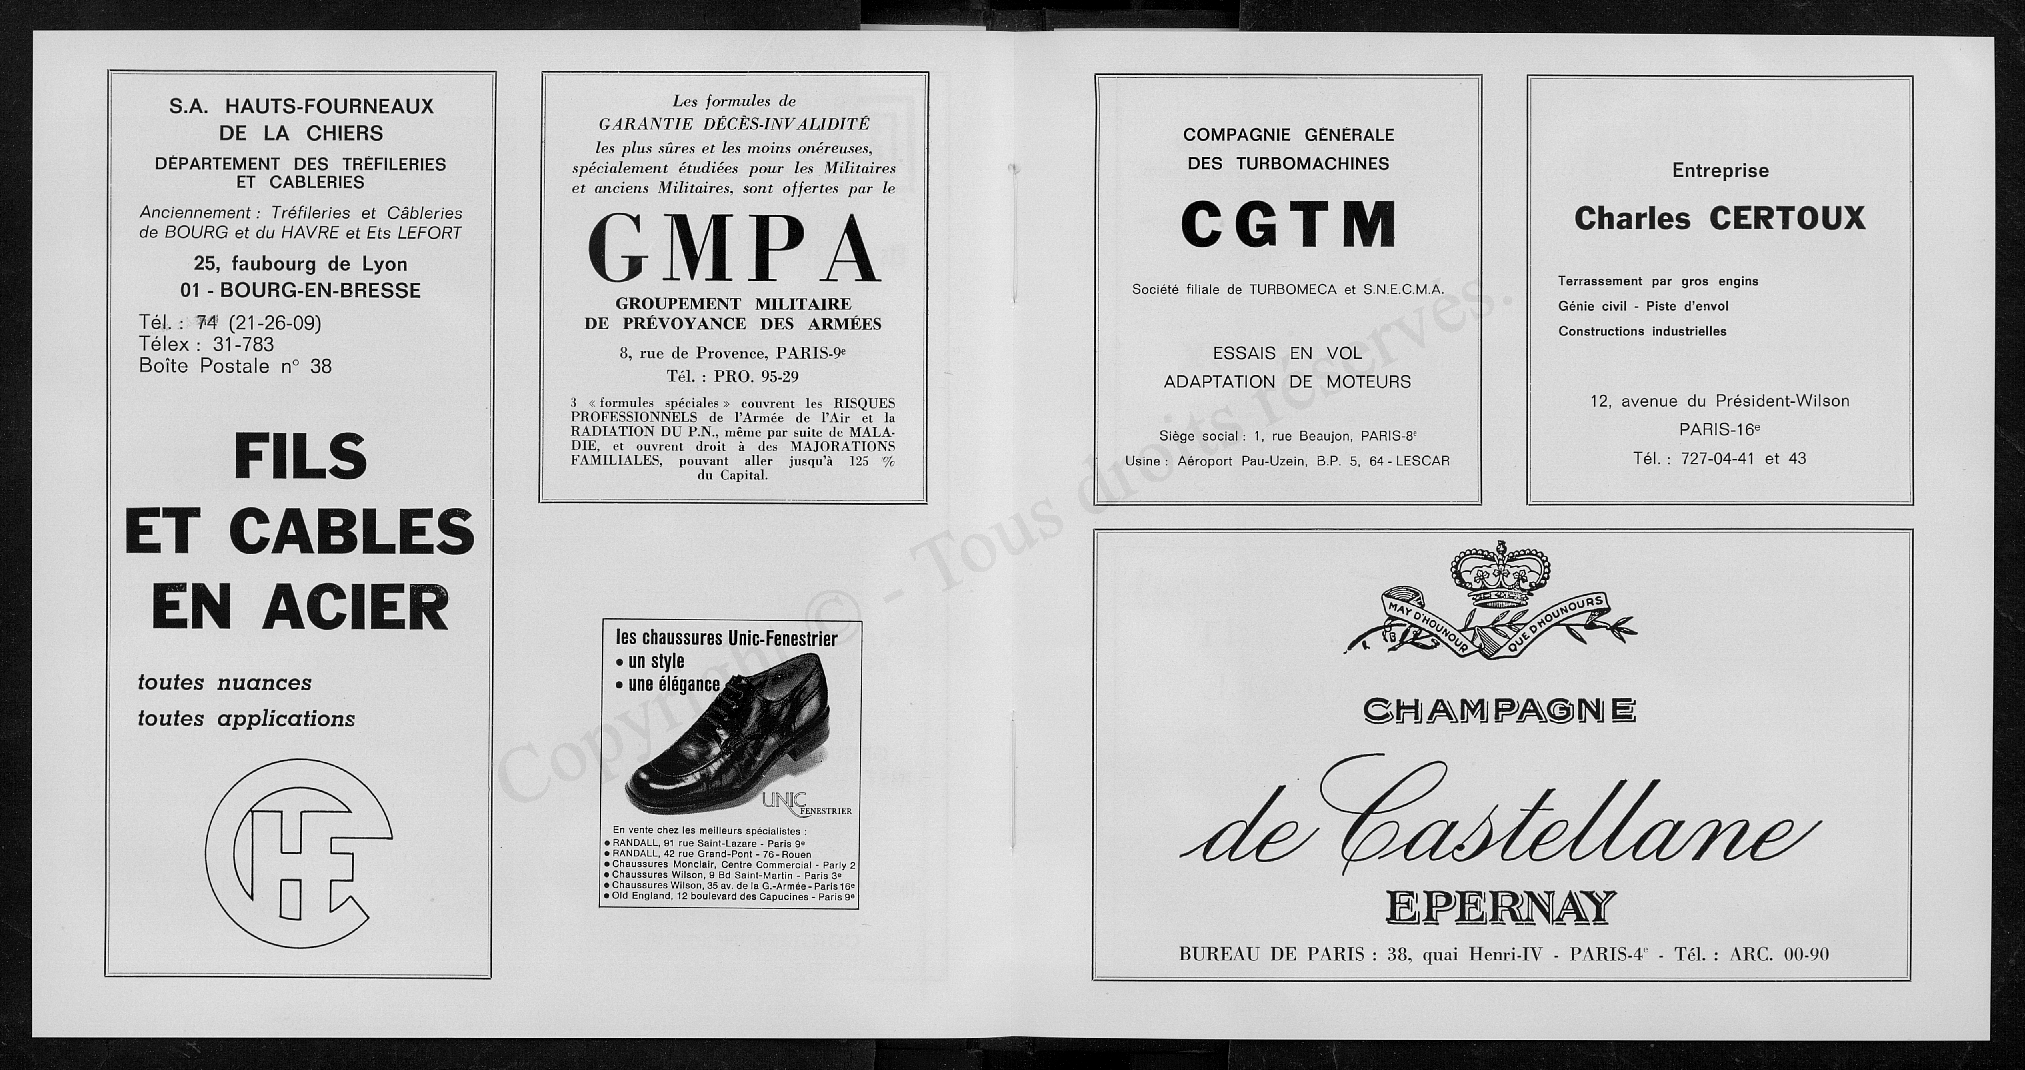 S.A. HAUTS-FOURNEAUX
DE LA CHIERS
DÉPARTEMENT DES TRÉFILERIES
ET CABLERIES
Anciennement : Tréfileries et Câbleries
de BOURG et du HAVRE et Ets LEFORT
25, faubourg de Lyon
01 - BOURG-EN-BRESSE
Tél. : 74 (21-26-09)
Télex : 31-783
Boîte Postale n° 38
FILS
ET CABLES
EN ACIER
toutes nuances
toutes applications
Les formules de
GARANTIE DÉCÈS-INVALIDITÉ
les plus sûres et les moins onéreuses,
spécialement étudiées pour les Militaires
et anciens Militaires, sont offertes par le
GMPA
GROUPEMENT MILITAIRE
DE PRÉVOYANCE DES ARMÉES
8, rue de Provence, PARIS-9e
Tél. : PRO. 95-29
3 « formules spéciales » couvrent les RISQUES
PROFESSIONNELS de l'Armée de l'Air et la
RADIATION DU P.N., même par suite de MALA-
DIE, et ouvrent droit à des MAJORATIONS
FAMILIALES, pouvant aller jusqu'à 125 %
du Capital.
les chaussures Unic-Fenestrier
• un style
• une élégance
UNIC
FENESTRIER
En vente chez les meilleurs spécialistes :
• RANDALL, 91 rue Saint-Lazare - Paris 9e
• RANDALL, 42 rue Grand-Pont - 76 - Rouen
• Chaussures Monclair, Centre Commercial - Parly 2
• Chaussures Wilson, 9 Bd Saint-Martin - Paris 3e
• Chaussures Wilson, 35 av. de la G.-Armée - Paris 16e
• Old England, 12 boulevard des Capucines - Paris 9e
COMPAGNIE GÉNÉRALE
DES TURBOMACHINES
CGTM
Société filiale de TURBOMECA et S.N.E.C.M.A.
ESSAIS EN VOL
ADAPTATION DE MOTEURS
Siège social : 1, rue Beaujon, PARIS-8e
Usine : Aéroport Pau-Uzein, B.P. 5, 64 - LESCAR
Entreprise
Charles CERTOUX
Terrassement par gros engins
Génie civil - Piste d'envol
Constructions industrielles
12, avenue du Président-Wilson
PARIS-16e
Tél. : 727-04-41 et 43
MAY D'HOUNOUR
QUE D'HOUNOURS
CHAMPAGNE
de Castellane
EPERNAY
BUREAU DE PARIS : 38, quai Henri-IV - PARIS-4e - Tél. : ARC. 00-90
Copyright © - Tous droits réservés.